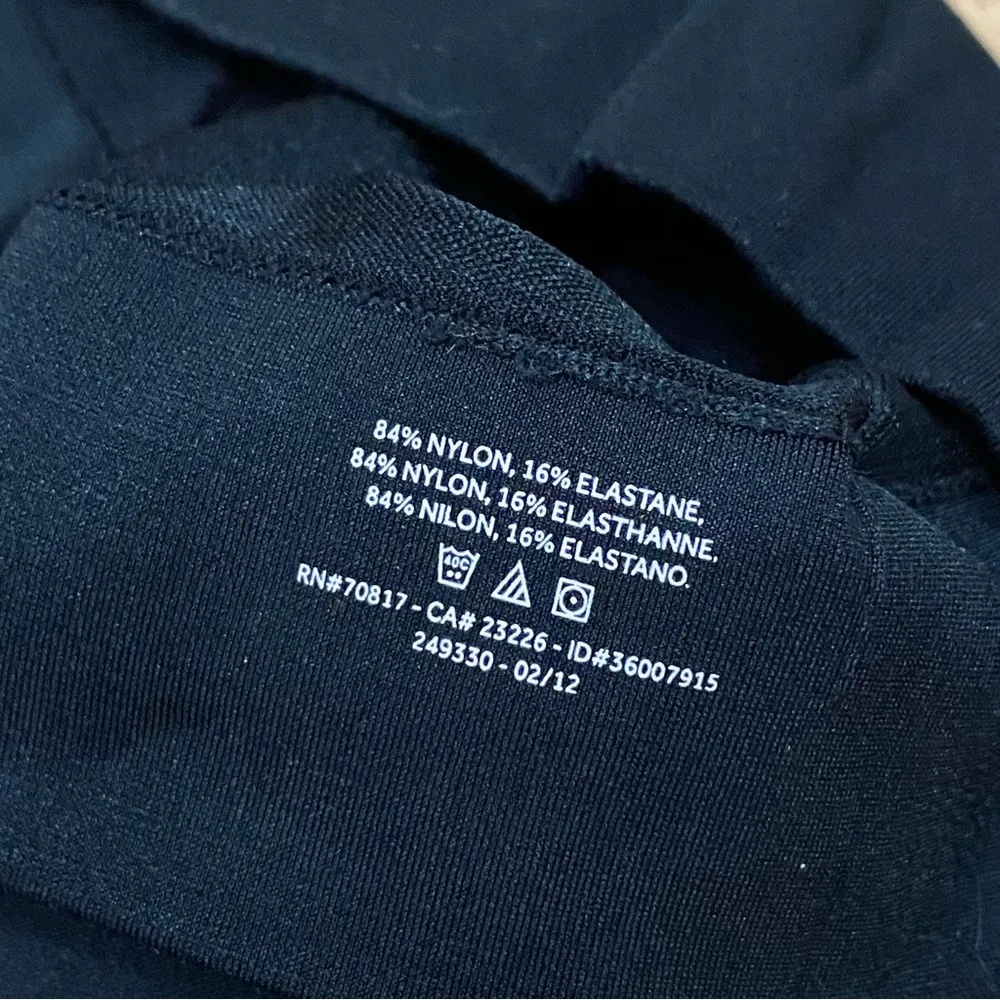 84% NYLON, 16% ELASTANE,
84% NYLON, 16% ELASTHANNE,
84% NILON, 16% ELASTANO.
40C
RN#70817 - CA# 23226 - ID#36007915
249330 - 02/12